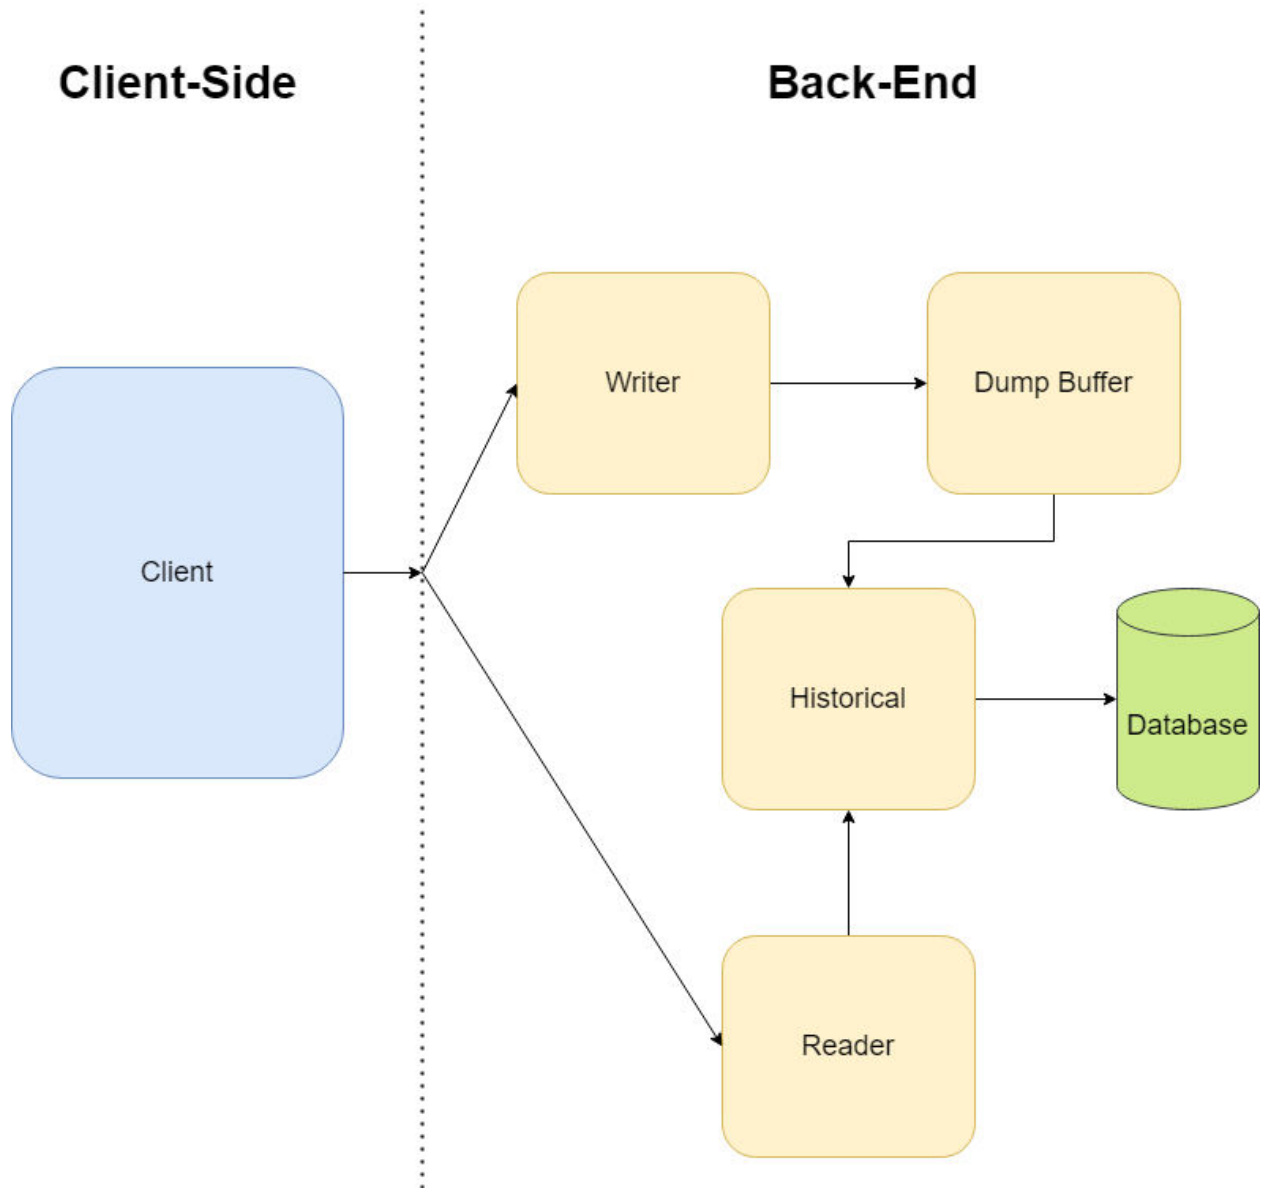 Client-Side
Back-End
Writer
Dump Buffer
Client
Historical
Database
Reader